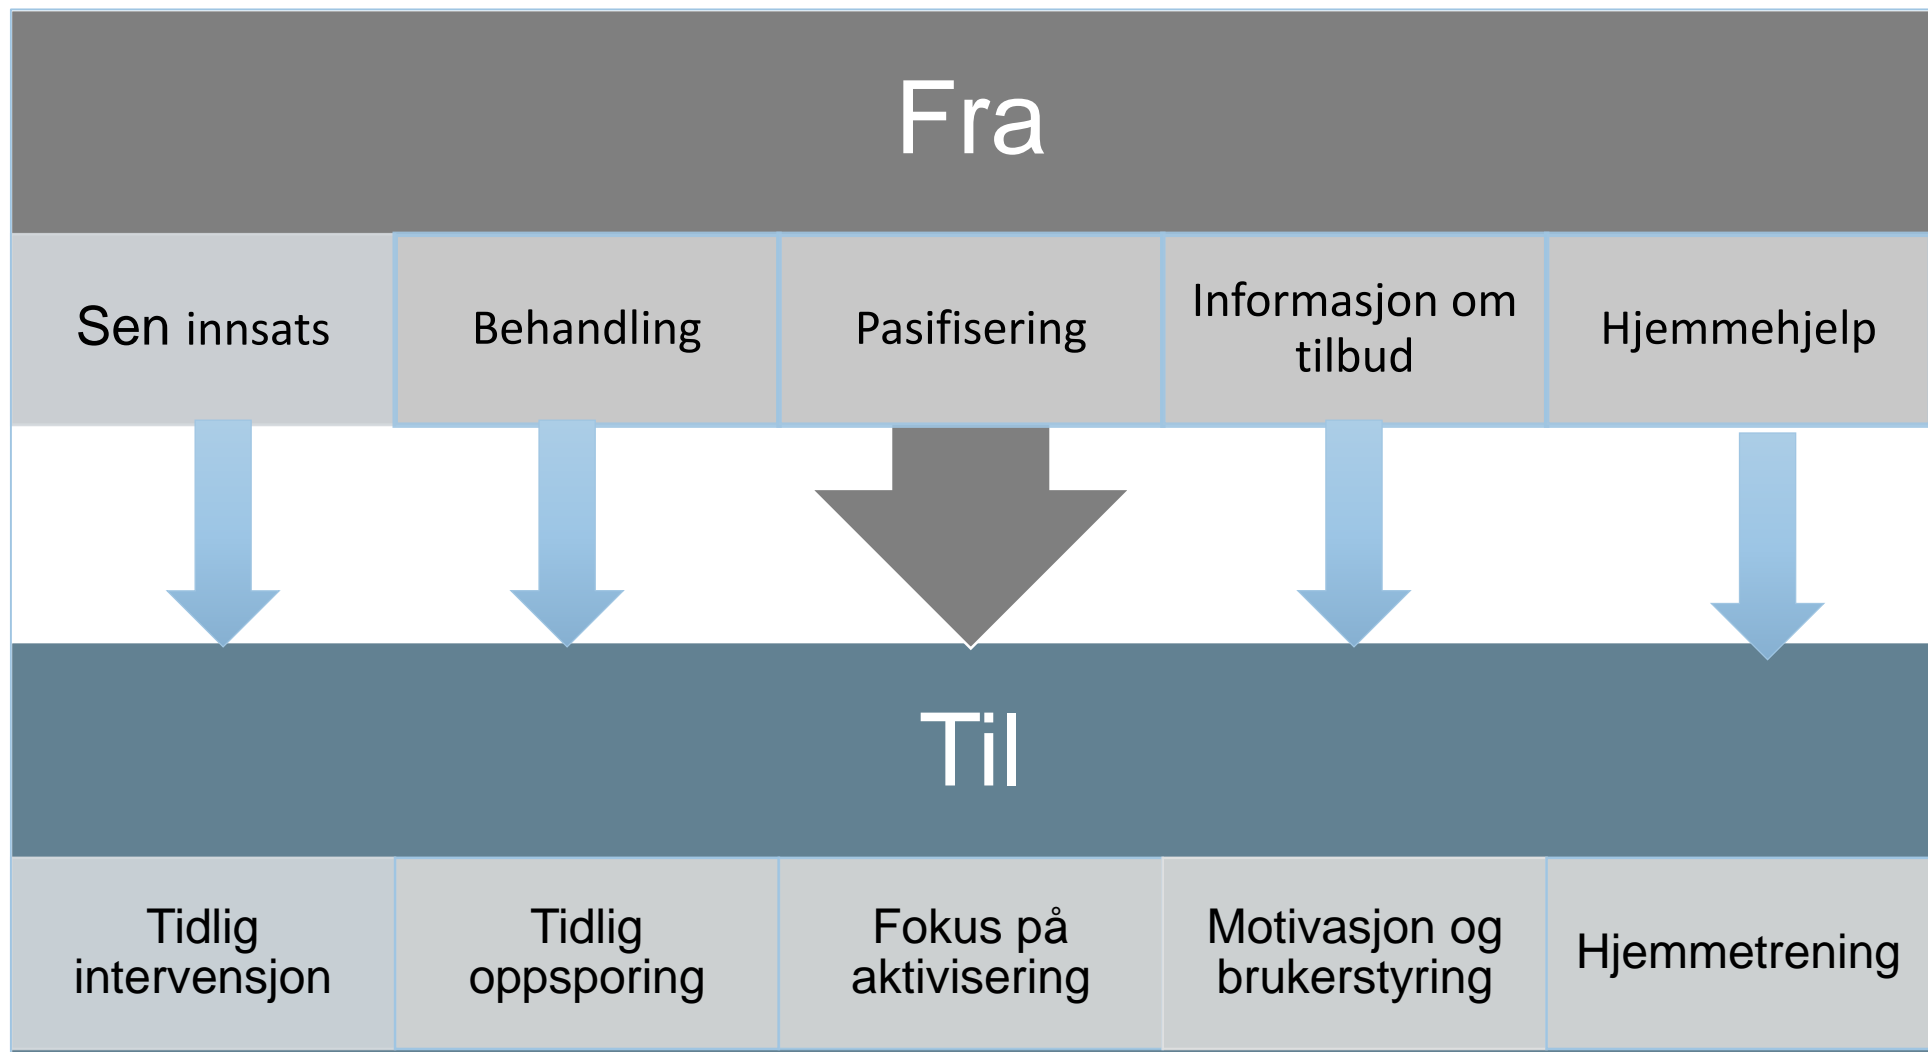 Fra
Sen innsats
Behandling
Pasifisering
Informasjon om
tilbud
Hjemmehjelp
Til
Tidlig
intervensjon
Tidlig
oppsporing
Fokus på
aktivisering
Motivasjon og
brukerstyring
Hjemmetrening